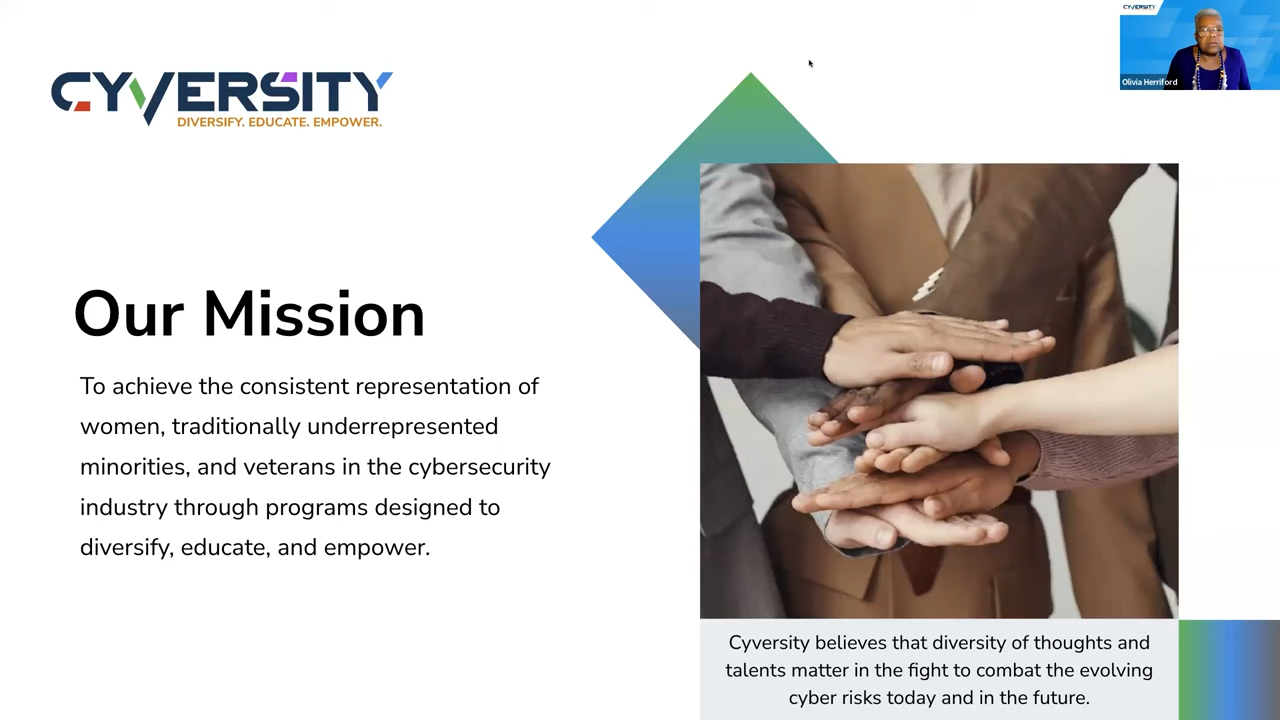 CYVERSITY
DIVERSIFY. EDUCATE. EMPOWER.
CYVERSITY
Olivia Herriford
Our Mission
To achieve the consistent representation of
women, traditionally underrepresented
minorities, and veterans in the cybersecurity
industry through programs designed to
diversify, educate, and empower.
Cyversity believes that diversity of thoughts and
talents matter in the fight to combat the evolving
cyber risks today and in the future.